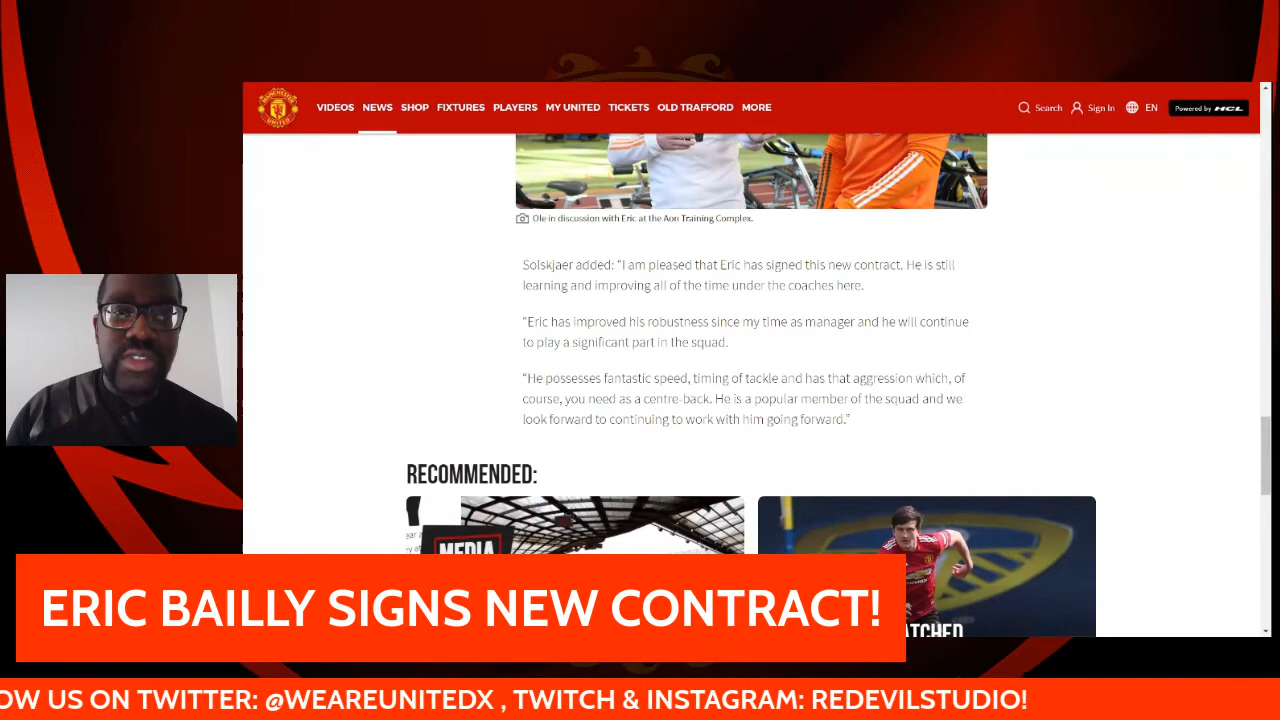 MANCHESTER
UNITED
VIDEOS NEWS SHOP FIXTURES PLAYERS MY UNITED TICKETS OLD TRAFFORD MORE
Search Sign In EN Powered by HCL
Ole in discussion with Eric at the Aon Training Complex.
Solskjaer added: “I am pleased that Eric has signed this new contract. He is still
learning and improving all of the time under the coaches here.
“Eric has improved his robustness since my time as manager and he will continue
to play a significant part in the squad.
“He possesses fantastic speed, timing of tackle and has that aggression which, of
course, you need as a centre-back. He is a popular member of the squad and we
look forward to continuing to work with him going forward.”
RECOMMENDED:
MEDIA
ATCHED
ERIC BAILLY SIGNS NEW CONTRACT!
OW US ON TWITTER: @WEAREUNITEDX , TWITCH & INSTAGRAM: REDEVILSTUDIO!